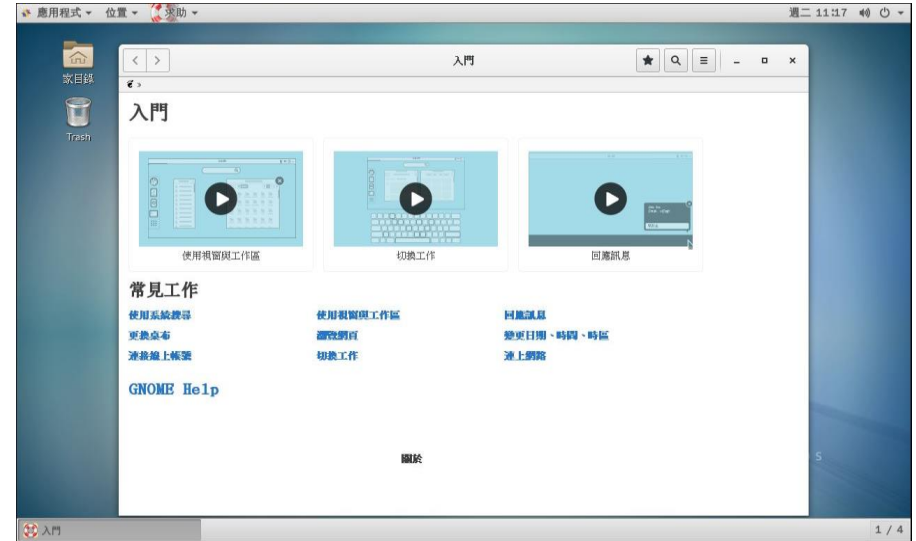 應用程式 位置 求助 週二 11:17
家目錄
Trash
入門
入門
使用視窗與工作區 切換工作 回應訊息
常見工作
使用系統搜尋 使用視窗與工作區 回應訊息
更換桌布 瀏覽網頁 變更日期、時間、時區
連接線上帳號 切換工作 連上網路
GNOME Help
關於
S
入門 1 / 4